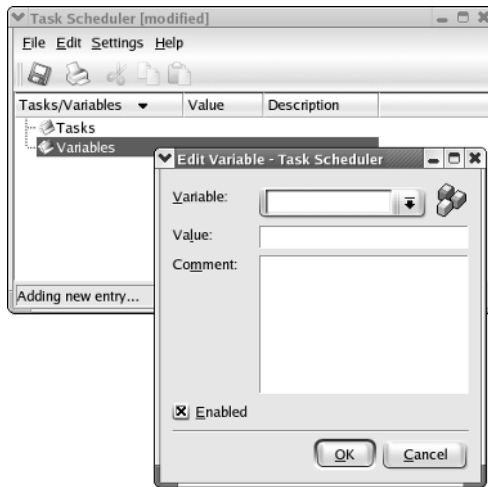 Task Scheduler [modified]
File Edit Settings Help
Tasks/Variables Value Description
Tasks
Variables
Adding new entry...
Edit Variable - Task Scheduler
Variable:
Value:
Comment:
Enabled
OK Cancel